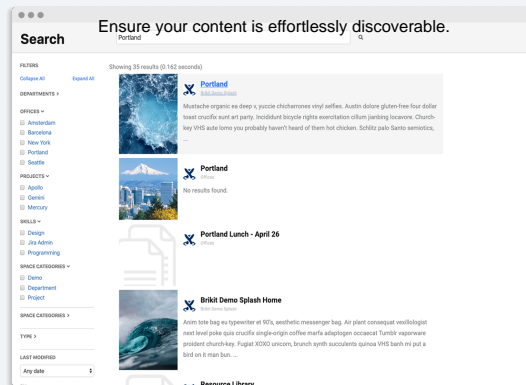 Ensure your content is effortlessly discoverable.
Search
Portland
FILTERS
Collapse All Expand All
DEPARTMENTS >
OFFICES
Amsterdam
Barcelona
New York
Portland
Seattle
PROJECTS
Apollo
Gemini
Mercury
SKILLS
Design
Jira Admin
Programming
SPACE CATEGORIES
Demo
Department
Project
SPACE CATEGORIES >
TYPE >
LAST MODIFIED
Any date
Showing 35 results (0.162 seconds)
Portland
Brikit Demo Splash
Mustache organic ea deep x, yuccie chicharrones vinyl selfies. Austin dolore gluten-free four dollar
toast crucifix sunt art party. Incididunt bicycle rights exercitation cillum jianbing locavore. Church-
key VHS aute lomo you probably haven't heard of them hot chicken. Schlitz palo Santo semiotics,
...
Portland
Offices
No results found.
Portland Lunch - April 26
Offices
Brikit Demo Splash Home
Brikit Demo Splash
Anim tote bag eu typewriter et 90's, aesthetic messenger bag. Air plant consequat vexillologist
next level poke quis crucifix single-origin coffee marfa adaptogen occaecat Tumblr vaporware
proident church-key. Fugiat XOXO unicorn, brunch synth succulents quinoa VHS banh mi put a
bird on it man bun. ...
Resource Library